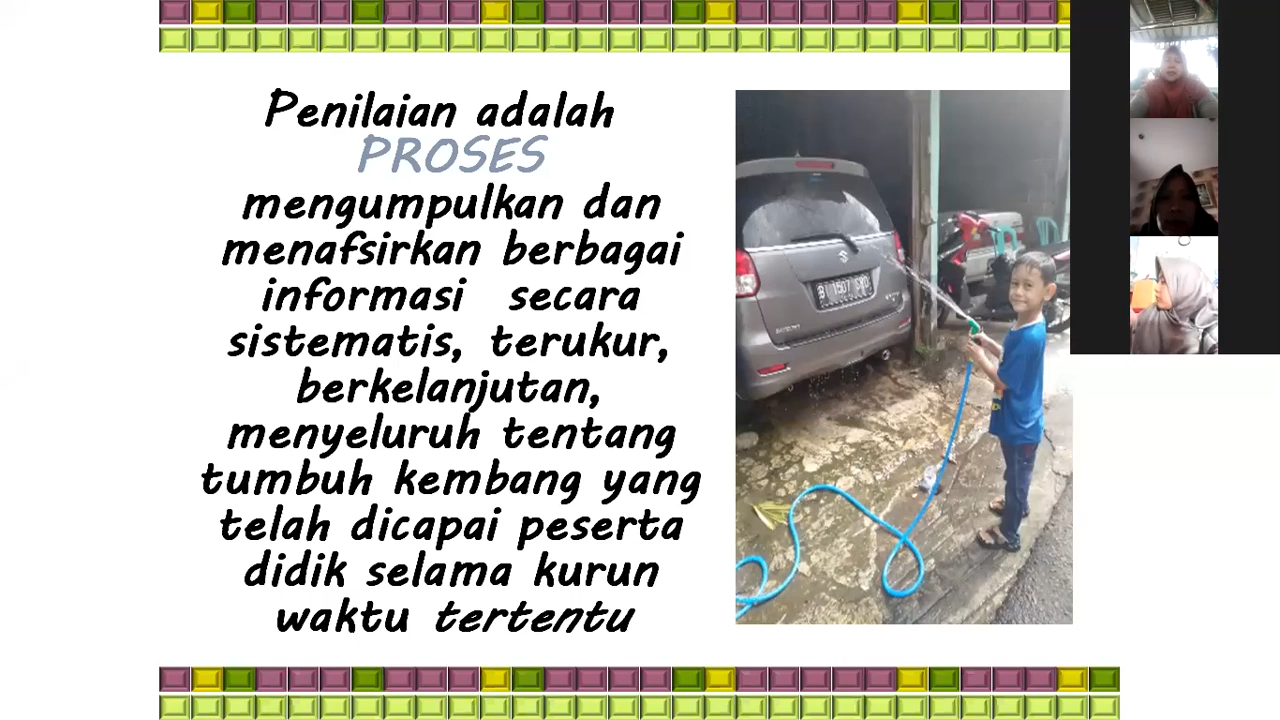 Penilaian adalah
PROSES
mengumpulkan dan
menafsirkan berbagai
informasi secara
sistematis, terukur,
berkelanjutan,
menyeluruh tentang
tumbuh kembang yang
telah dicapai peserta
didik selama kurun
waktu tertentu
SUZUKI